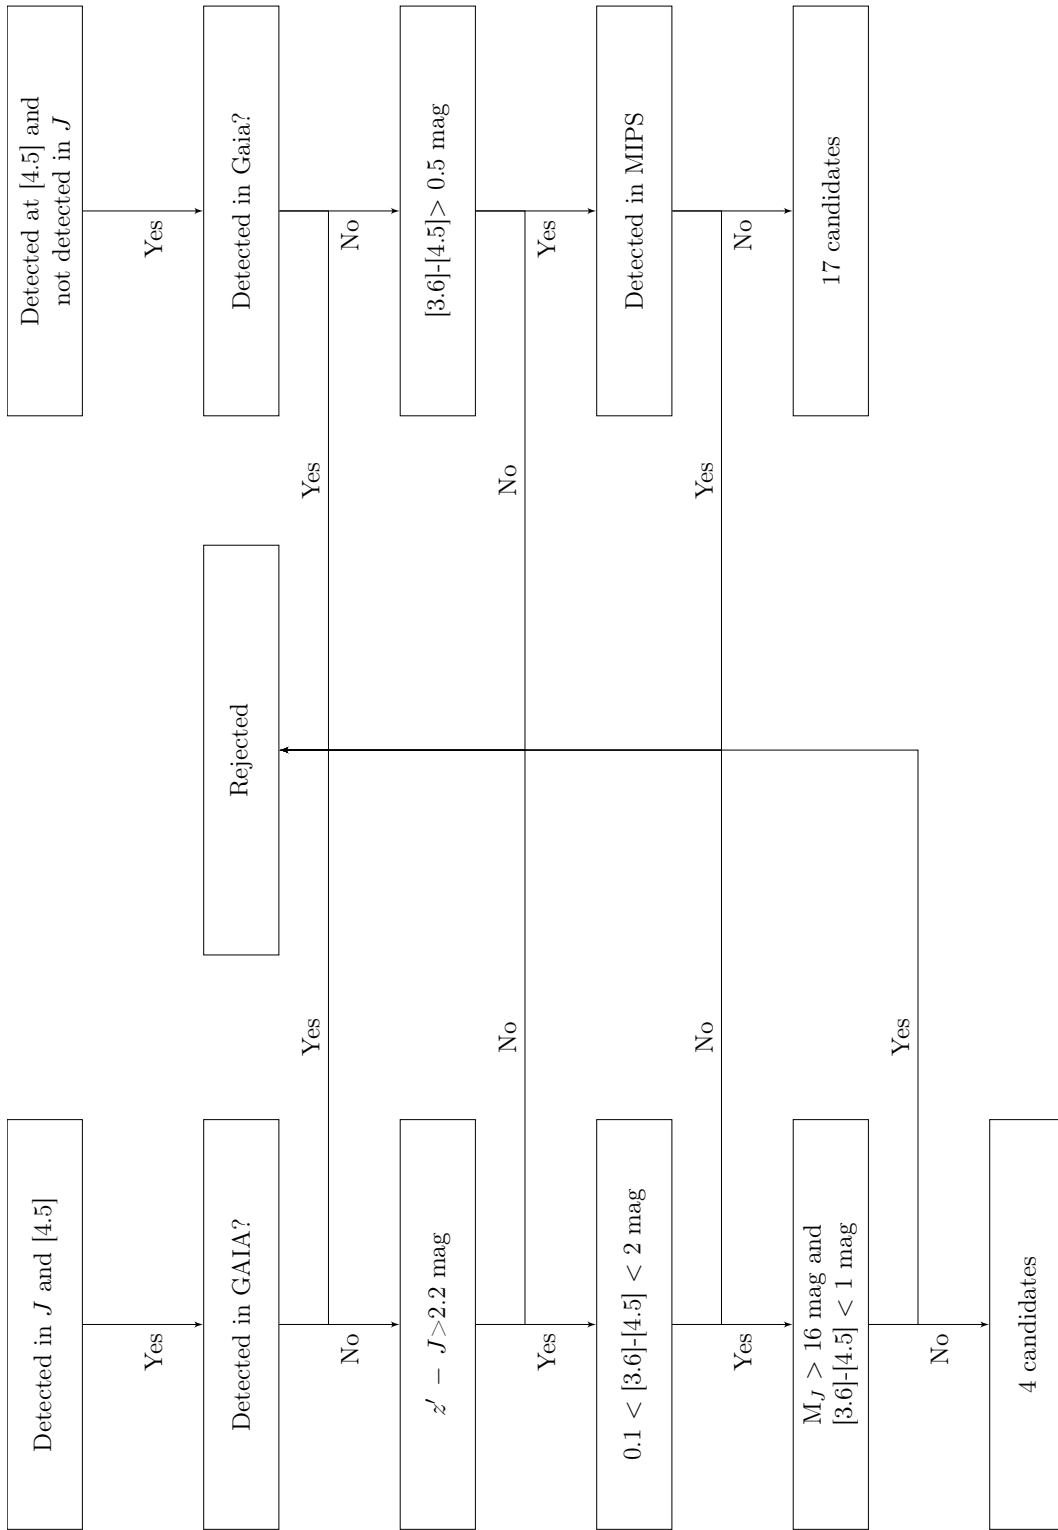 Detected in J and [4.5]
Yes
Detected in GAIA?
Yes
No
z′ − J>2.2 mag
No
Yes
0.1 < [3.6]-[4.5] < 2 mag
No
Yes
M_J > 16 mag and
[3.6]-[4.5] < 1 mag
Yes
No
4 candidates
Rejected
Detected at [4.5] and
not detected in J
Yes
Detected in Gaia?
Yes
No
[3.6]-[4.5]> 0.5 mag
No
Yes
Detected in MIPS
Yes
No
17 candidates